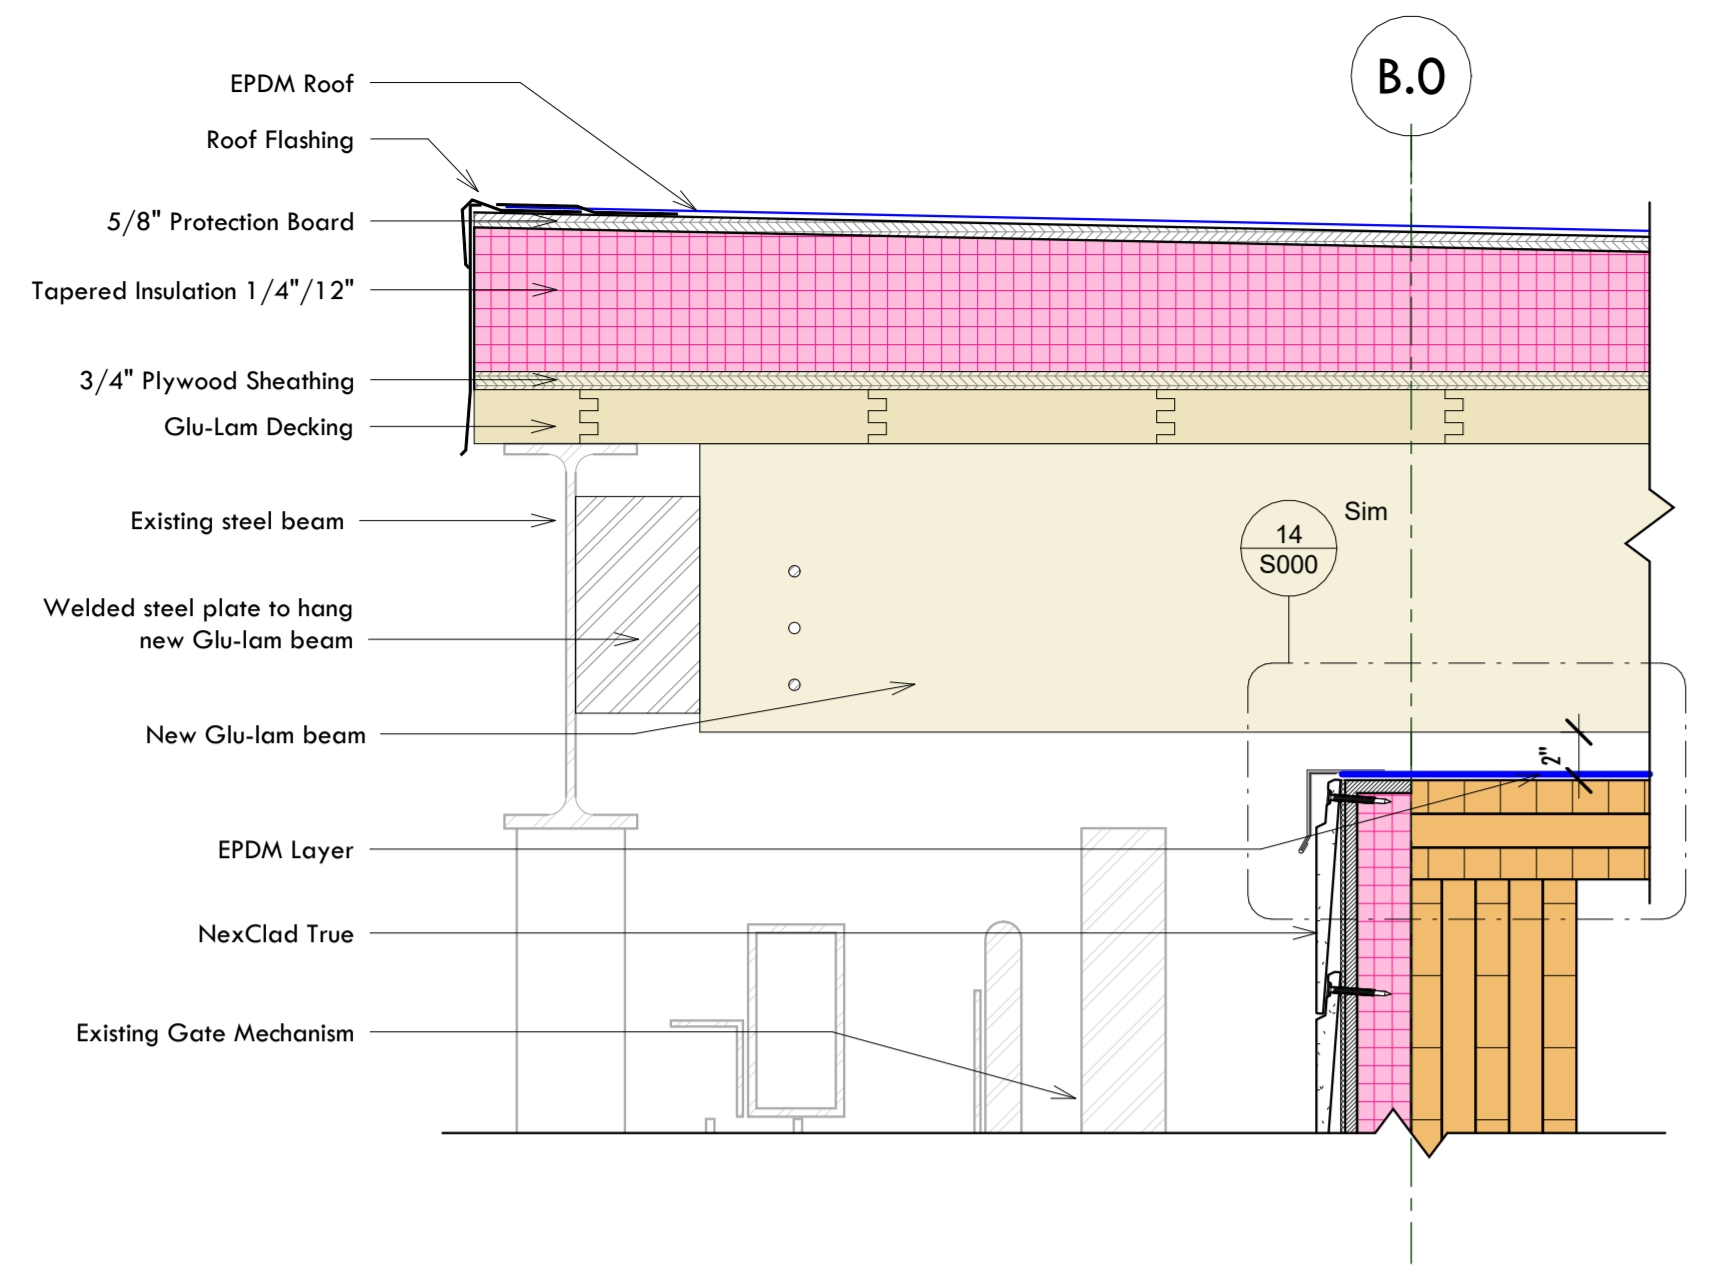 B.0
EPDM Roof
Roof Flashing
5/8" Protection Board
Tapered Insulation 1/4"/12"
3/4" Plywood Sheathing
Glu-Lam Decking
Existing steel beam
Sim
14
S000
Welded steel plate to hang
new Glu-lam beam
New Glu-lam beam
2"
EPDM Layer
NexClad True
Existing Gate Mechanism